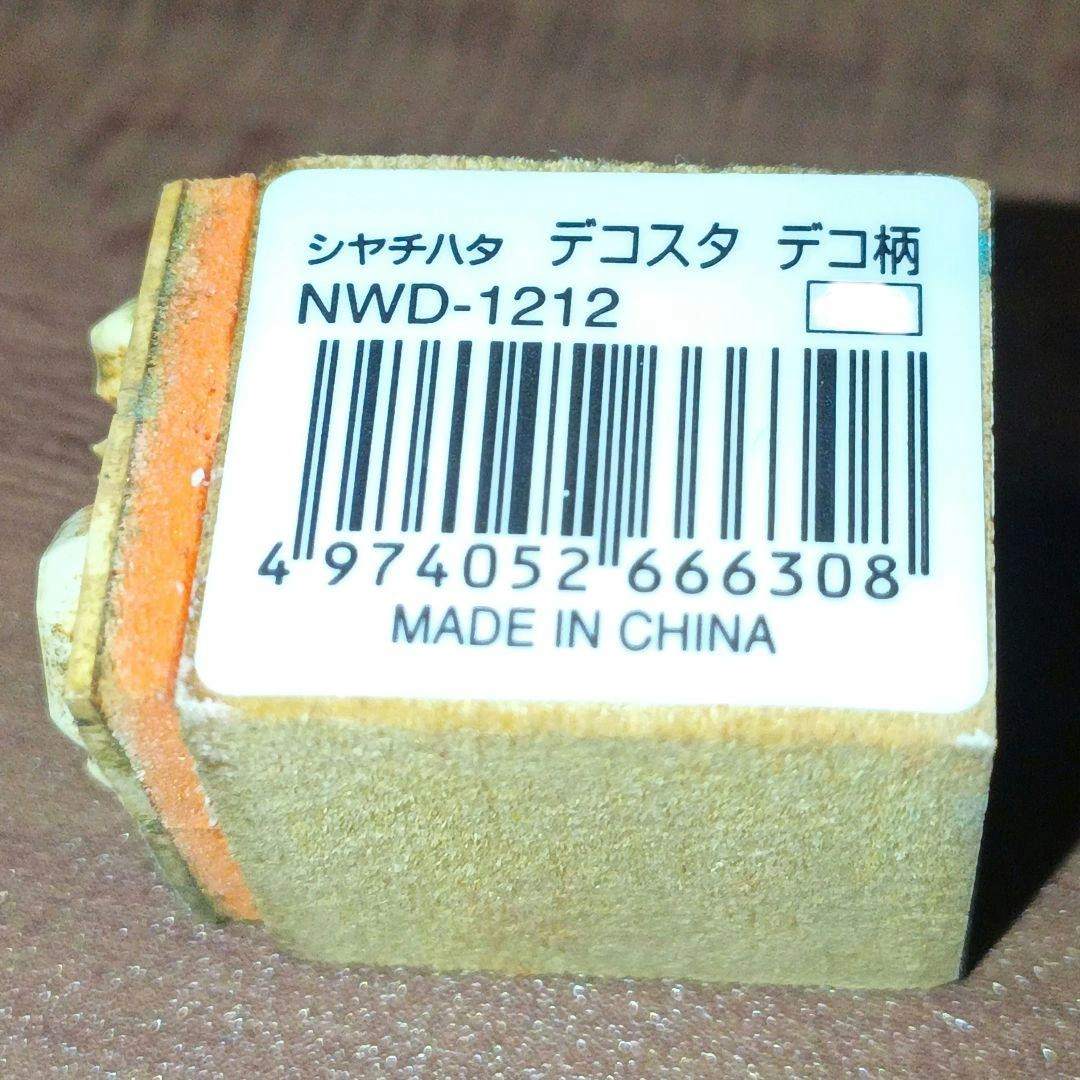 シヤチハタ デコスタ デコ柄
NWD-1212
4 974052 666308
MADE IN CHINA